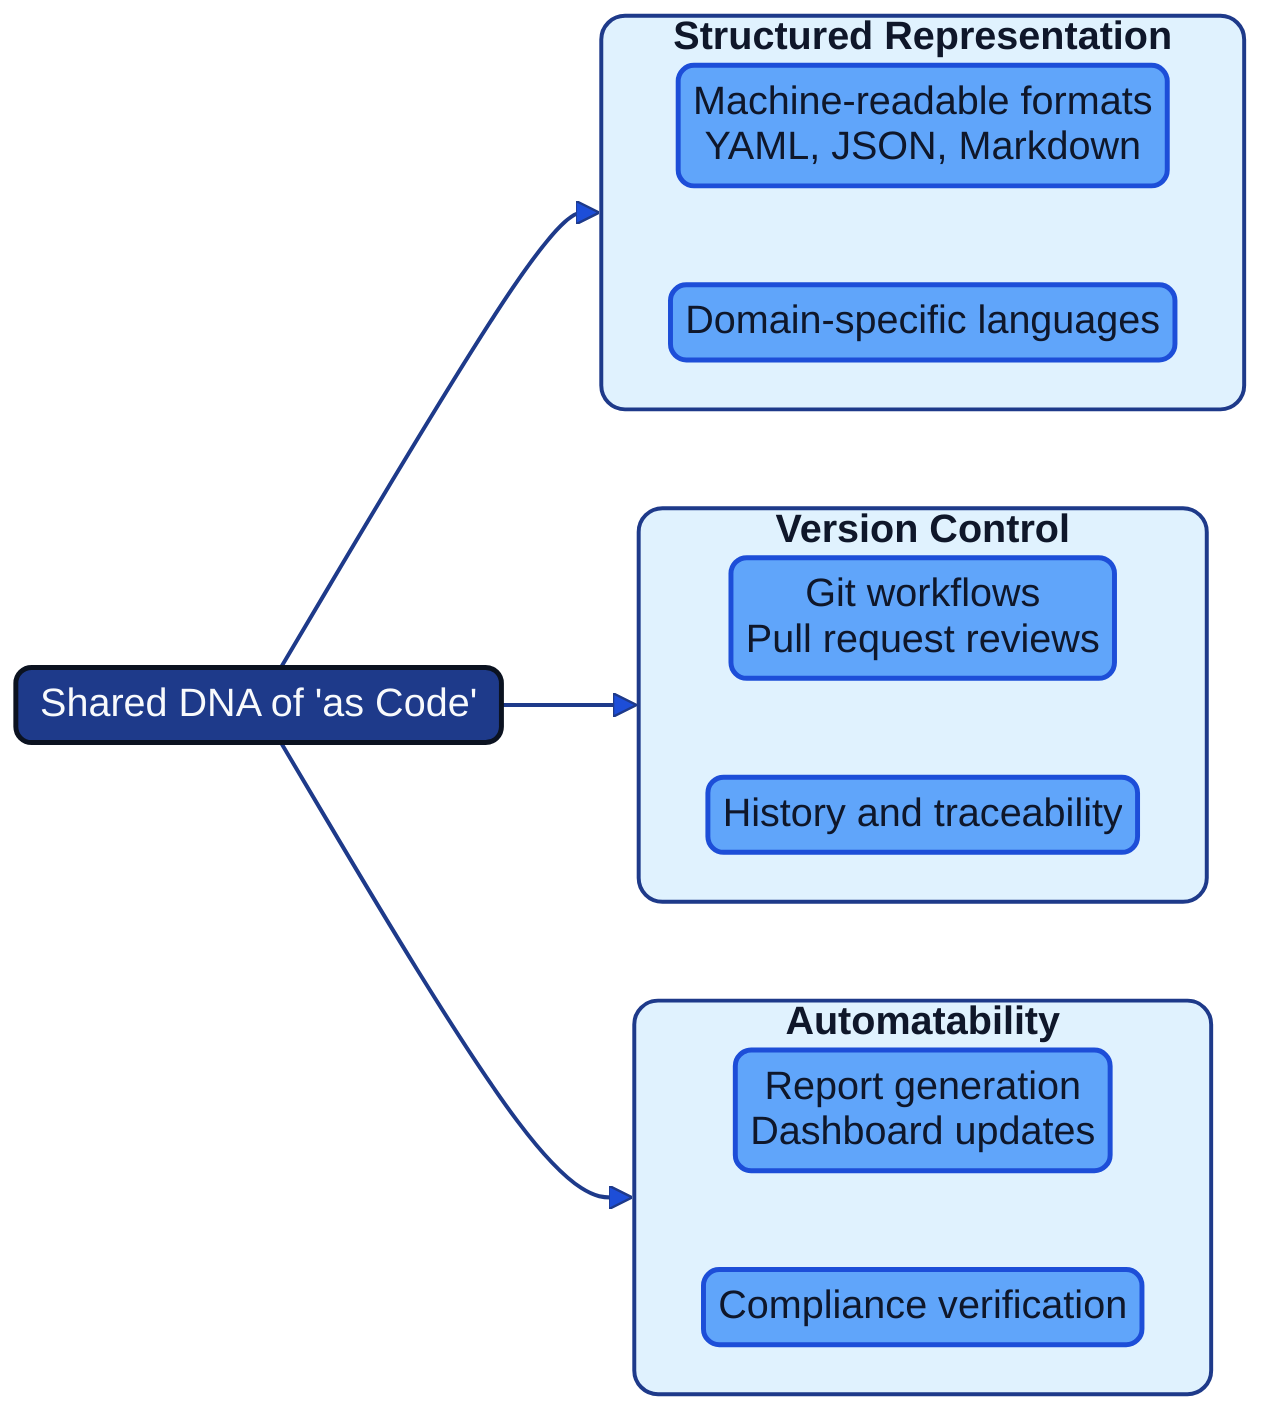 Structured Representation
Machine-readable formats
YAML, JSON, Markdown
Domain-specific languages
Version Control
Git workflows
Pull request reviews
Shared DNA of 'as Code'
History and traceability
Automatability
Report generation
Dashboard updates
Compliance verification